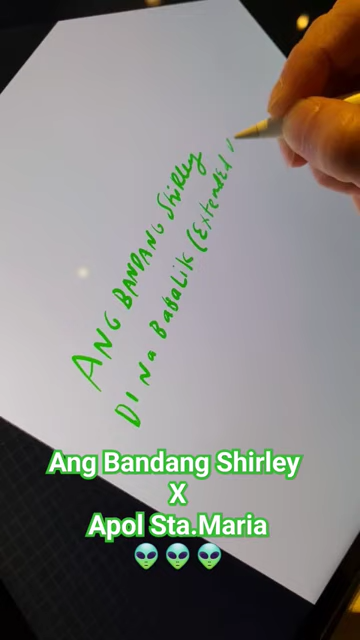 ANG BANDANG Shirley
Di Na Babalik (Extended
Ang Bandang Shirley
X
Apol Sta.Maria
👽👽👽